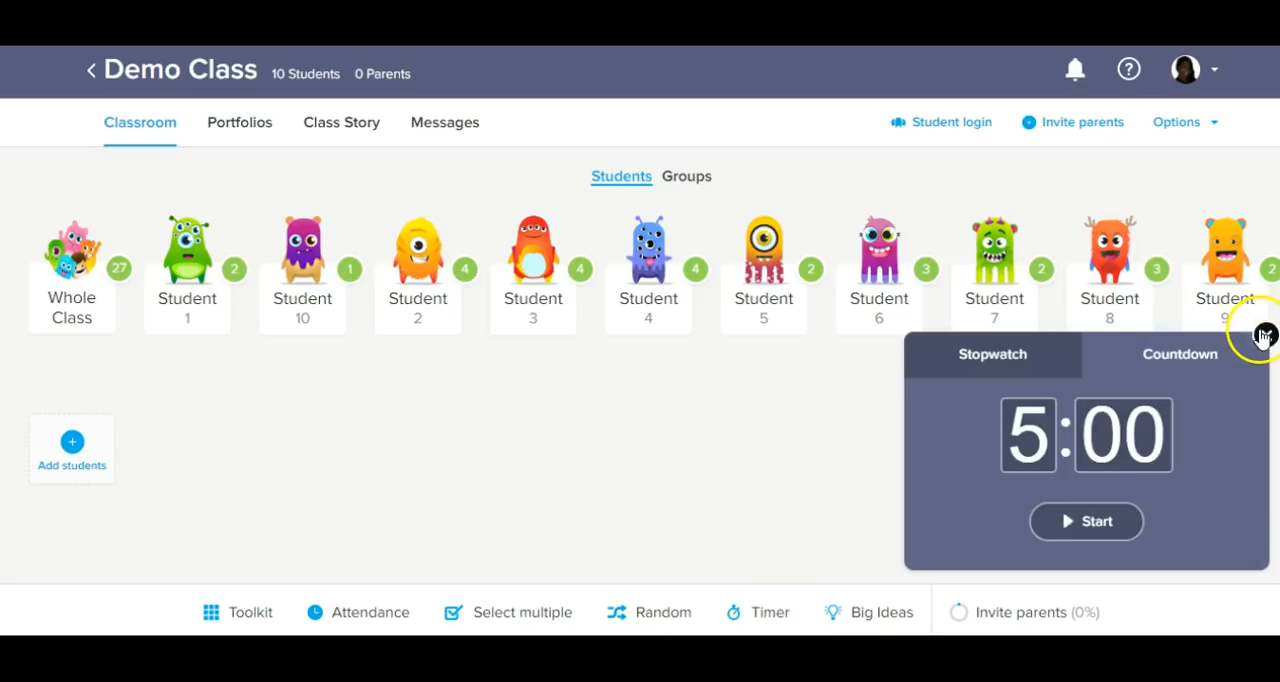 Demo Class 10 Students 0 Parents
Classroom Portfolios Class Story Messages Student login Invite parents Options
Students Groups
27 2 1 4 4 4 2 3 2 3 2
Whole Class
Student 1
Student 10
Student 2
Student 3
Student 4
Student 5
Student 6
Student 7
Student 8
Student 9
Stopwatch Countdown
5:00
Start
Add students
Toolkit Attendance Select multiple Random Timer Big Ideas Invite parents (0%)